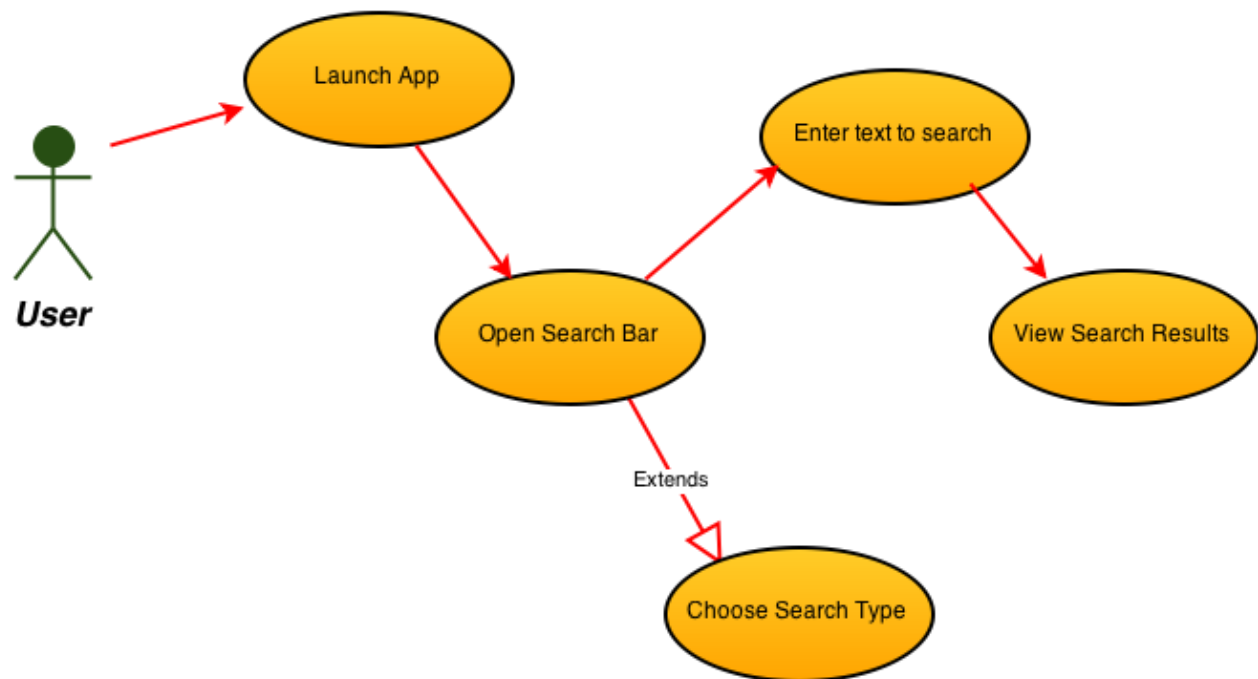 Launch App
Enter text to search
User
Open Search Bar
View Search Results
Extends
Choose Search Type